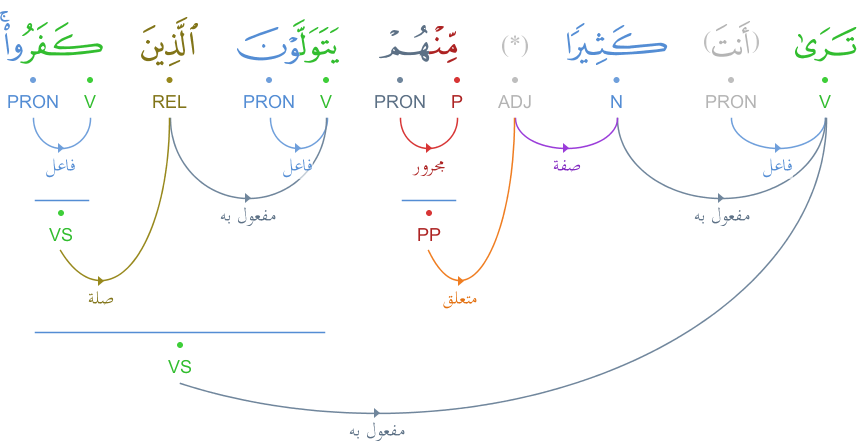 تَرَىٰ (أَنتَ) كَثِيرًا (*) مِّنْهُمْ يَتَوَلَّوْنَ ٱلَّذِينَ كَفَرُوا۟ ۚ
V PRON N ADJ P PRON V PRON REL V PRON
فاعل صفة مجرور فاعل فاعل
مفعول به مفعول به
PP VS
متعلق صلة
VS
مفعول به